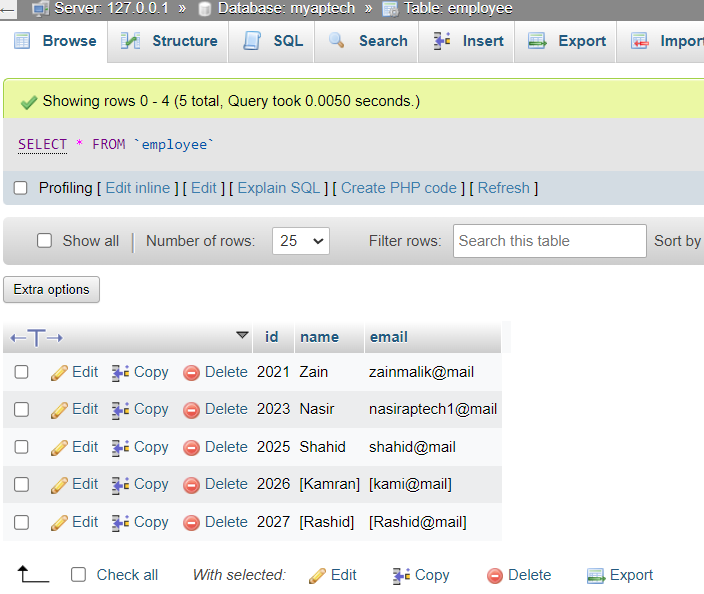 Server: 127.0.0.1 » Database: myaptech » Table: employee
Browse Structure SQL Search Insert Export Import
Showing rows 0 - 4 (5 total, Query took 0.0050 seconds.)
SELECT * FROM `employee`
Profiling [ Edit inline ] [ Edit ] [ Explain SQL ] [ Create PHP code ] [ Refresh ]
Show all | Number of rows: 25 Filter rows: Search this table Sort by
Extra options
id name email
Edit Copy Delete 2021 Zain zainmalik@mail
Edit Copy Delete 2023 Nasir nasiraptech1@mail
Edit Copy Delete 2025 Shahid shahid@mail
Edit Copy Delete 2026 [Kamran] [kami@mail]
Edit Copy Delete 2027 [Rashid] [Rashid@mail]
Check all With selected: Edit Copy Delete Export